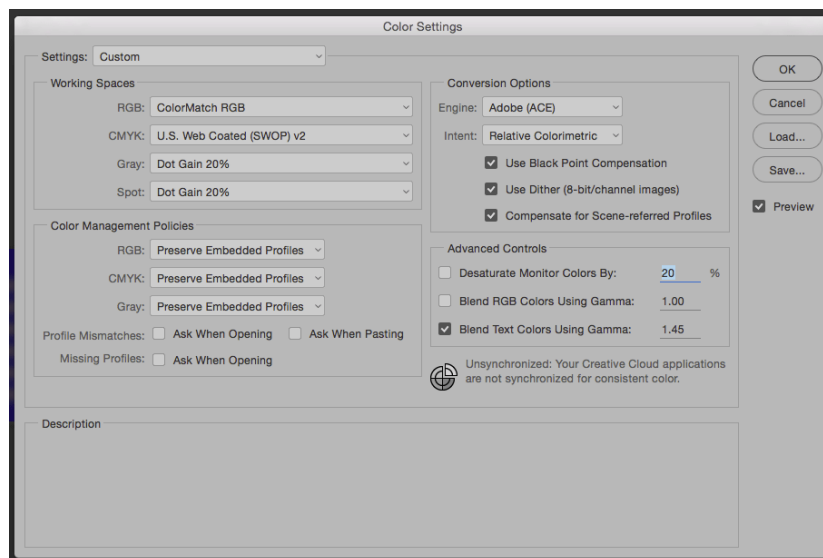 Color Settings
Settings: Custom
Working Spaces
RGB: ColorMatch RGB
CMYK: U.S. Web Coated (SWOP) v2
Gray: Dot Gain 20%
Spot: Dot Gain 20%
Color Management Policies
RGB: Preserve Embedded Profiles
CMYK: Preserve Embedded Profiles
Gray: Preserve Embedded Profiles
Profile Mismatches: Ask When Opening Ask When Pasting
Missing Profiles: Ask When Opening
Conversion Options
Engine: Adobe (ACE)
Intent: Relative Colorimetric
Use Black Point Compensation
Use Dither (8-bit/channel images)
Compensate for Scene-referred Profiles
Advanced Controls
Desaturate Monitor Colors By: 20 %
Blend RGB Colors Using Gamma: 1.00
Blend Text Colors Using Gamma: 1.45
Unsynchronized: Your Creative Cloud applications
are not synchronized for consistent color.
OK
Cancel
Load...
Save...
Preview
Description